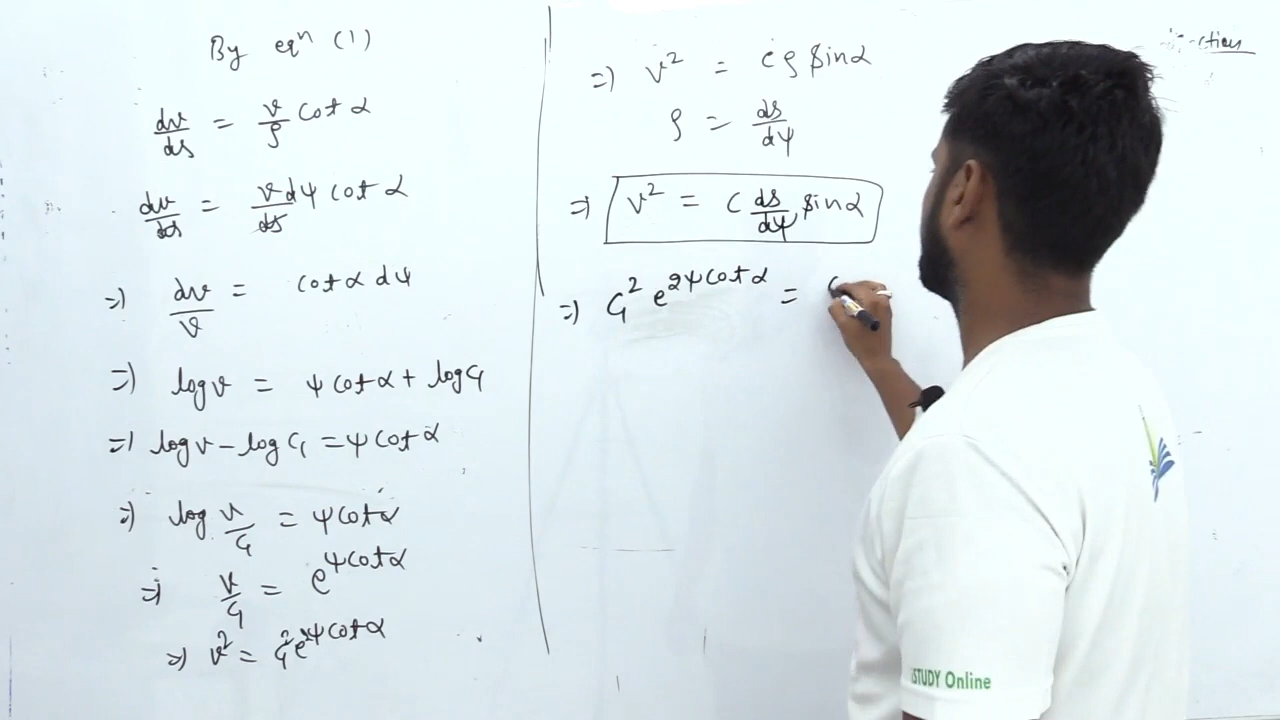 By eqⁿ (1)
dv/ds = v/ρ cot α
dv/ds = v dψ/ds cot α
=) dv/v = cot α dψ
=) log v = ψ cot α + log C₁
=) log v - log C₁ = ψ cot α
=) log v/C₁ = ψ cot α
=) v/C₁ = e^ψ cot α
=) v² = C₁² e^2ψ cot α
=) v² = cρ sin α
ρ = ds/dψ
=) v² = c ds/dψ sin α
=) C₁² e^2ψ cot α =
iSTUDY Online